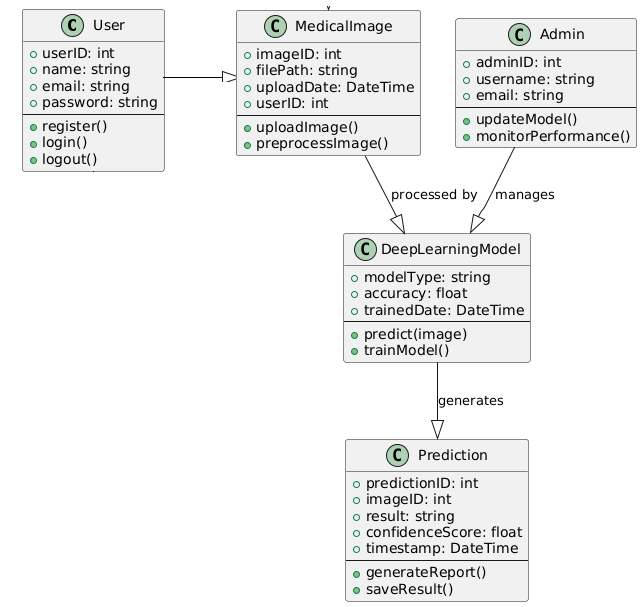 C User
userID: int
name: string
email: string
password: string
register()
login()
logout()
C MedicalImage
imageID: int
filePath: string
uploadDate: DateTime
userID: int
uploadImage()
preprocessImage()
C Admin
adminID: int
username: string
email: string
updateModel()
monitorPerformance()
processed by
manages
C DeepLearningModel
modelType: string
accuracy: float
trainedDate: DateTime
predict(image)
trainModel()
generates
C Prediction
predictionID: int
imageID: int
result: string
confidenceScore: float
timestamp: DateTime
generateReport()
saveResult()